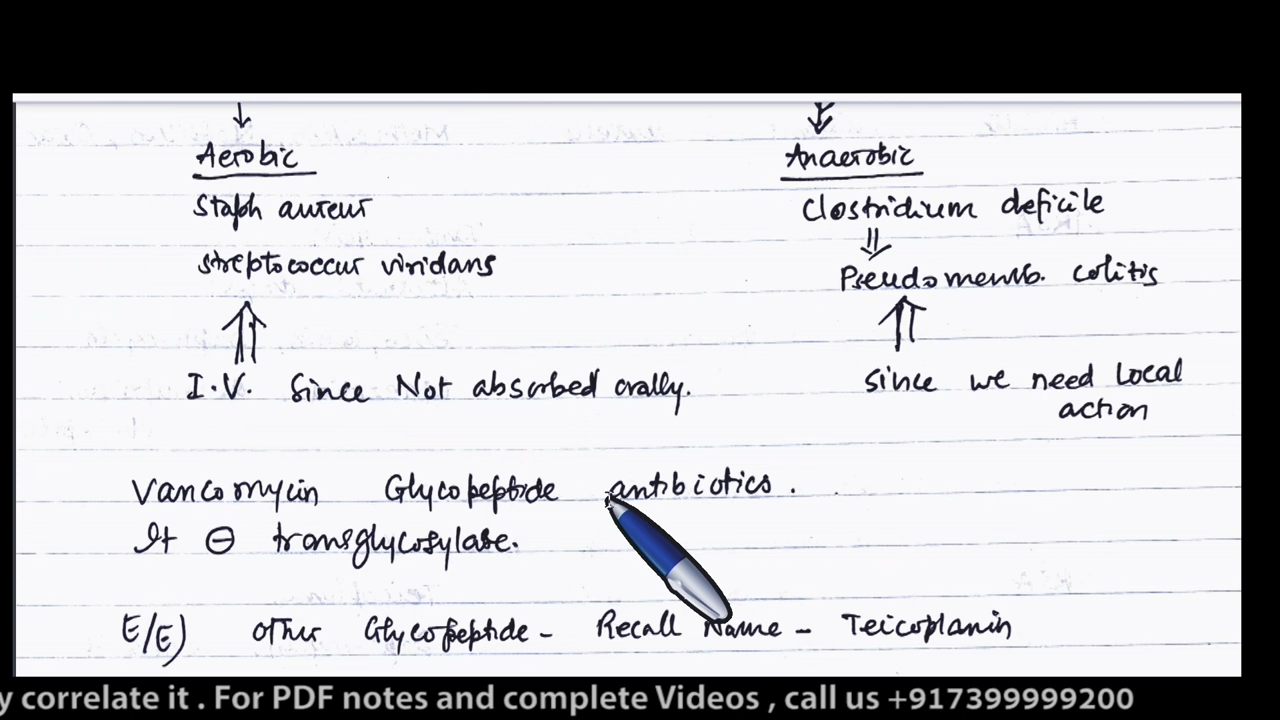 Aerobic
Staph aureur
streptococcur viridans
I.V. Since Not absorbed orally.
Anaerobic
Clostridium deficile
Pseudomemb. colitis
since we need local
action
Vancomycin Glycopeptide antibiotics.
It ⊖ transglycosylase.
E/E) other Glycopeptide - Recall Name - Teicoplanin
y correlate it . For PDF notes and complete Videos , call us +917399999200